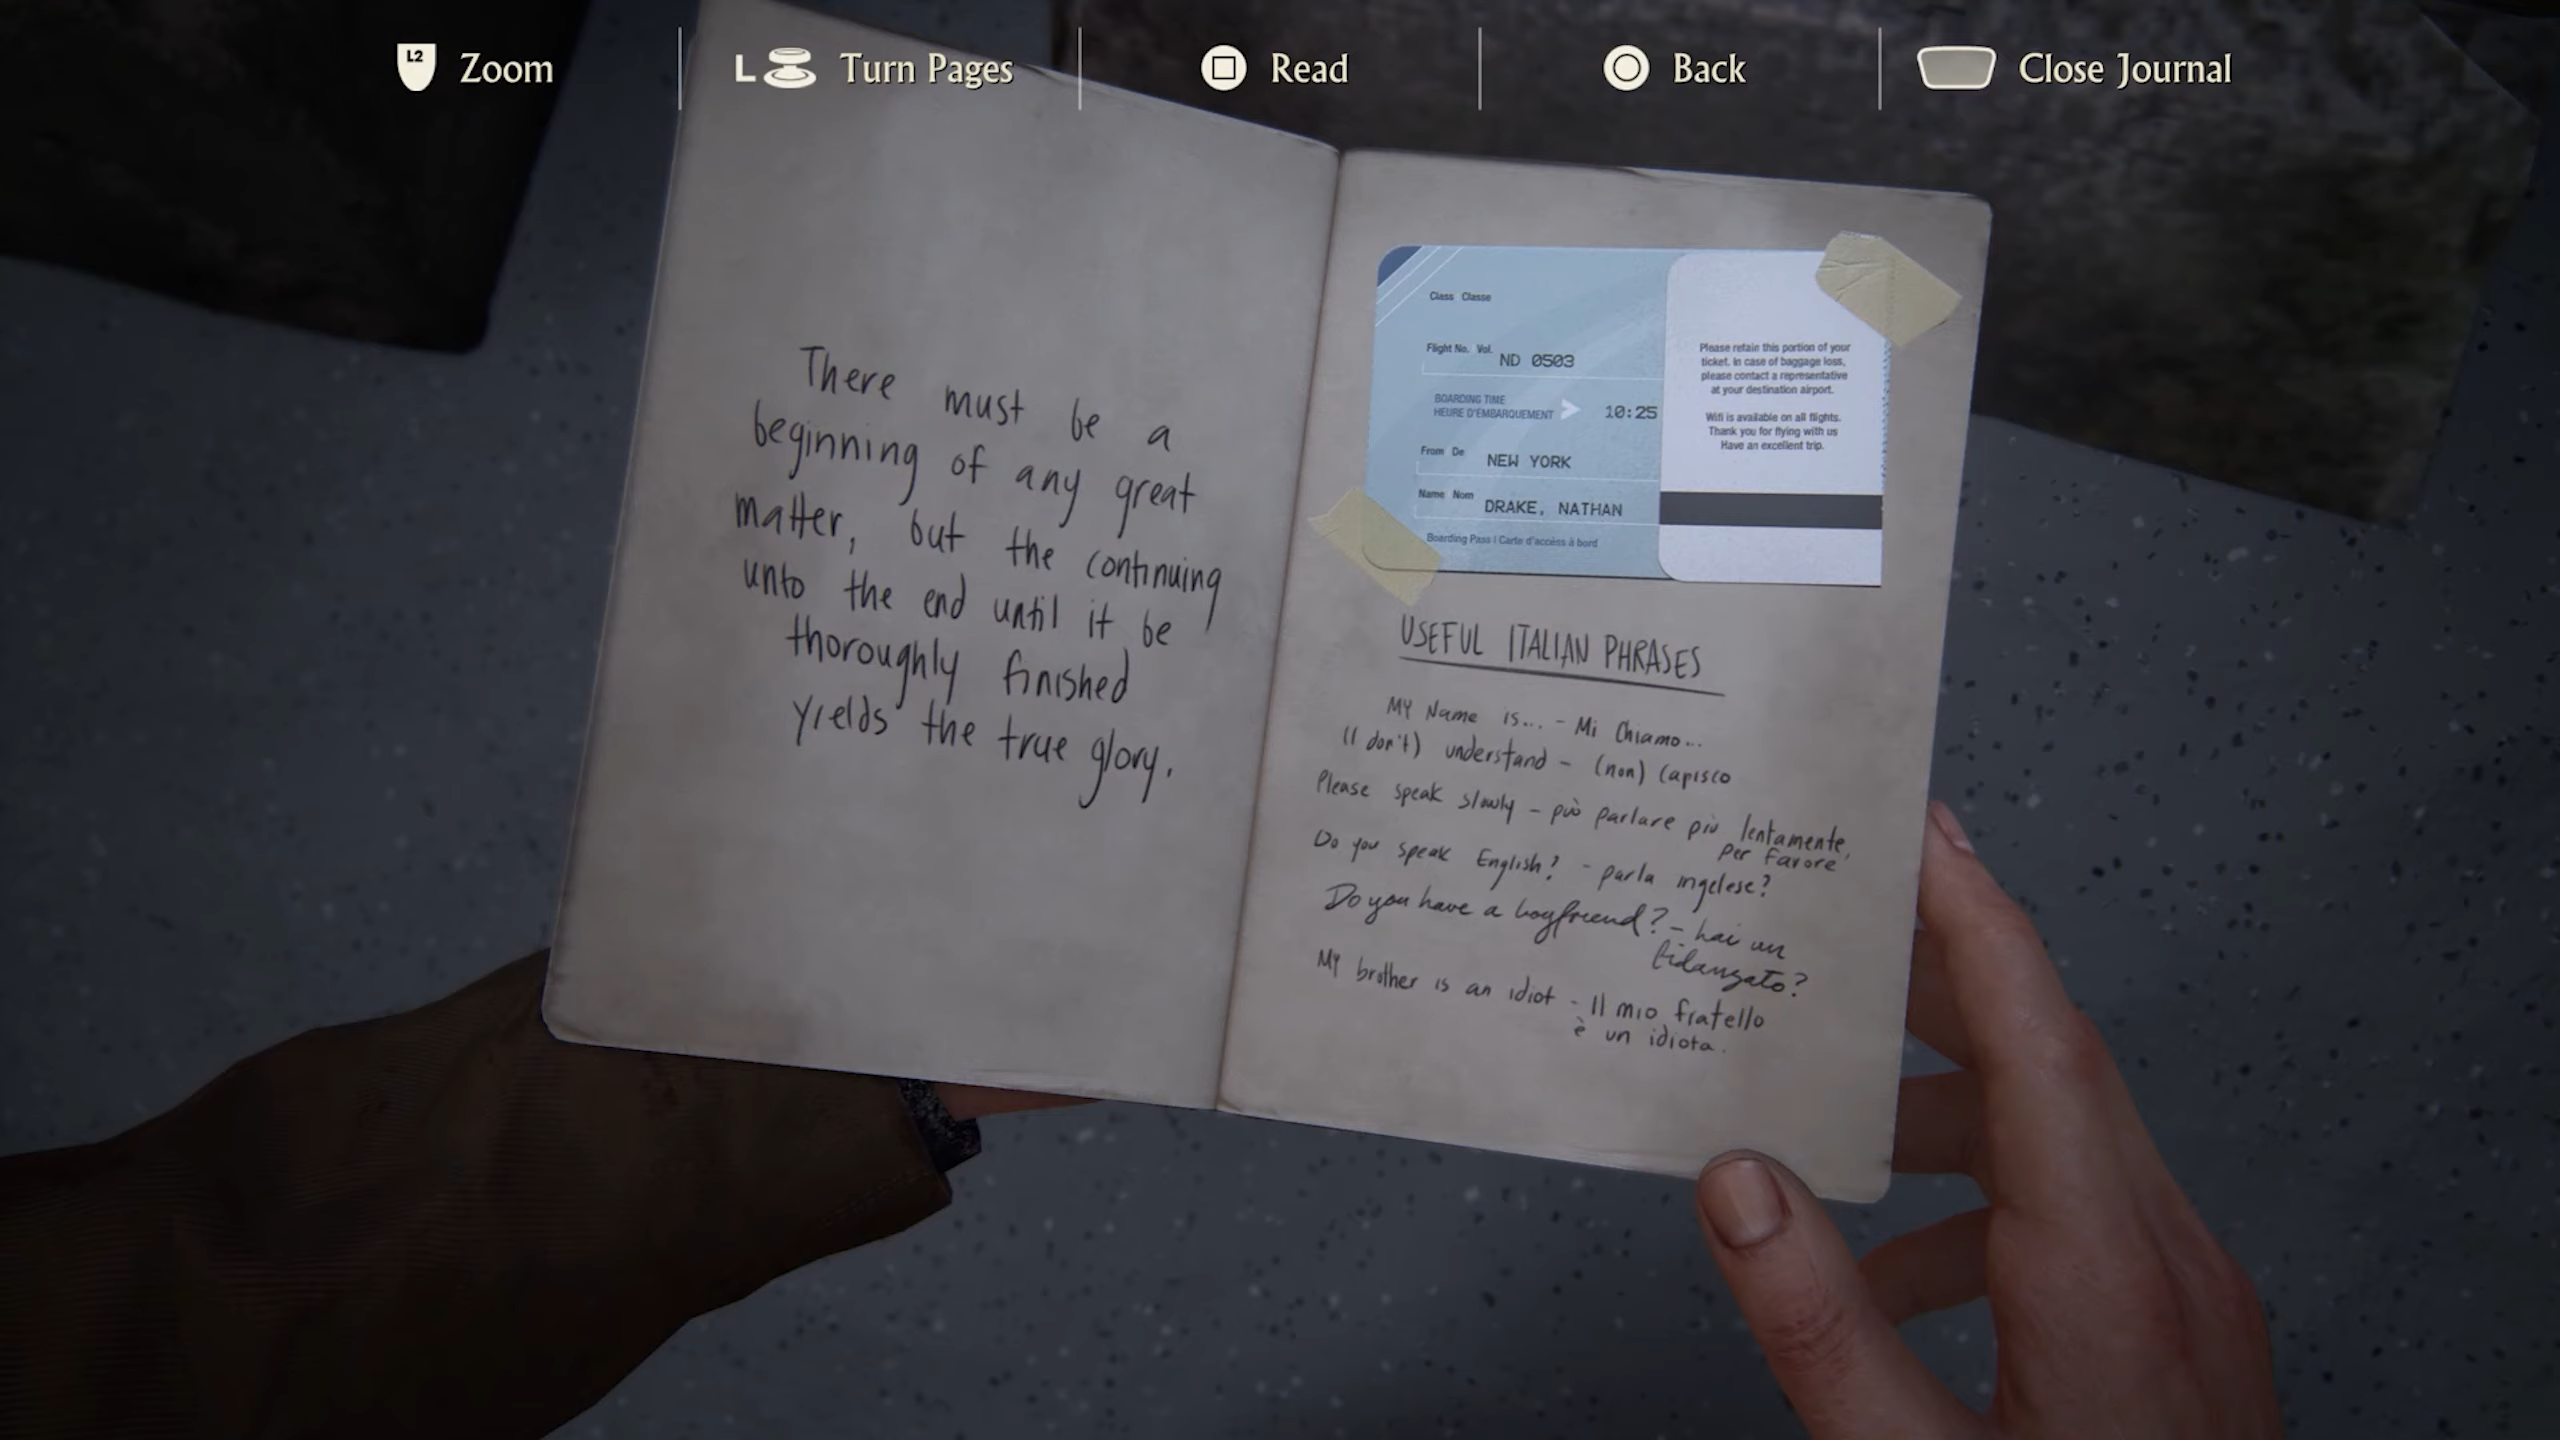 L2 Zoom
L Turn Pages
Read
Back
Close Journal
There must be a
beginning of any great
matter, but the continuing
unto the end until it be
thoroughly finished
yields the true glory.
Class Classe
Flight No. Vol. ND 0503
BOARDING TIME
HEURE D'EMBARQUEMENT > 10:25
From De NEW YORK
Name Nom DRAKE, NATHAN
Boarding Pass | Carte d'accèss à bord
Please retain this portion of your
ticket. In case of baggage loss,
please contact a representative
at your destination airport.
Wifi is available on all flights.
Thank you for flying with us
Have an excellent trip.
USEFUL ITALIAN PHRASES
MY Name is... - Mi Chiamo...
(I don't) understand - (non) Capisco
Please speak slowly - può parlare più lentamente,
per favore
Do you speak English? - parla inglese?
Do you have a boyfriend? - hai un
fidanzato?
My brother is an idiot - Il mio fratello
è un idiota.